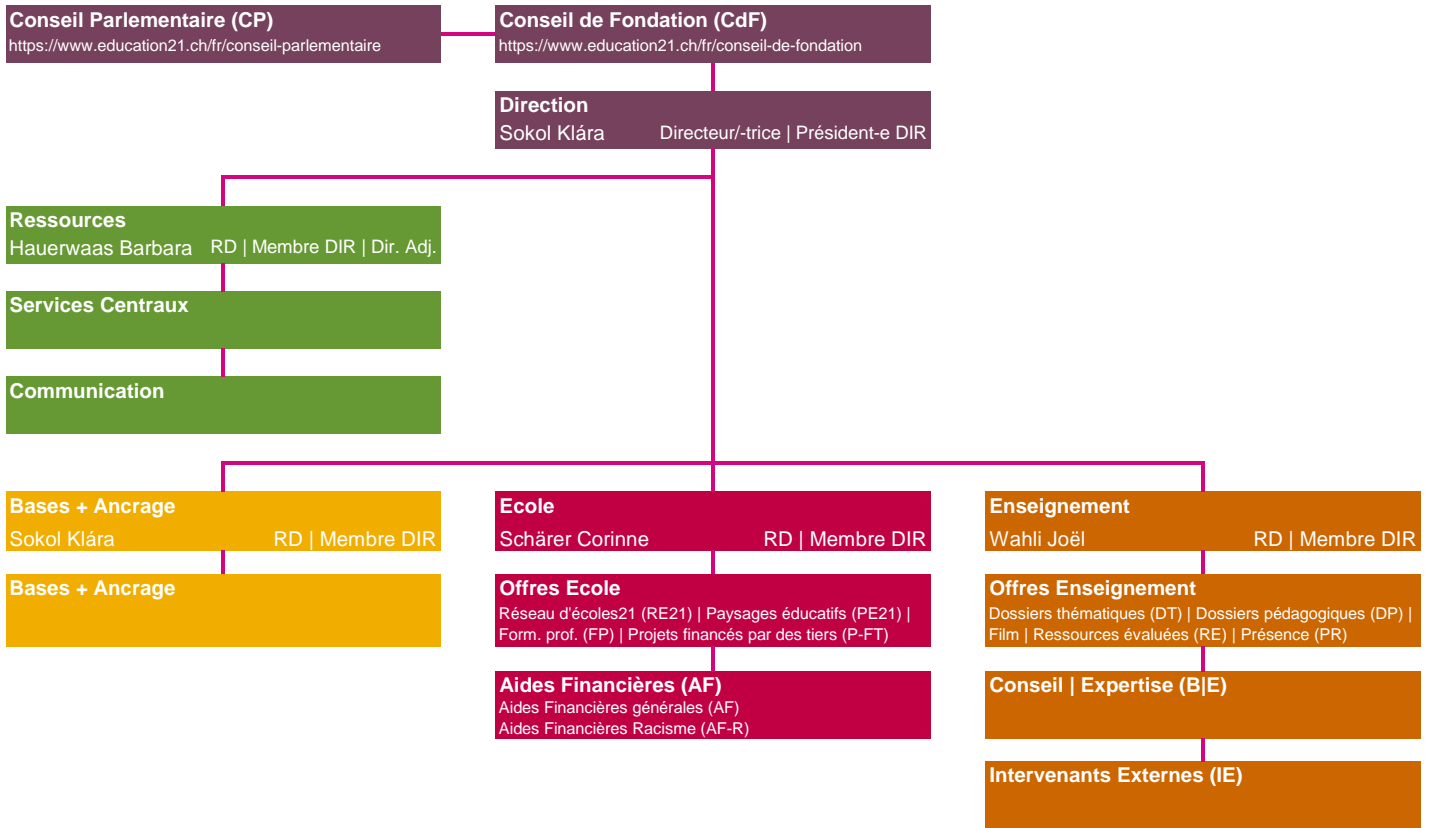 Conseil Parlementaire (CP)
https://www.education21.ch/fr/conseil-parlementaire
Conseil de Fondation (CdF)
https://www.education21.ch/fr/conseil-de-fondation
Direction
Sokol Klára Directeur/-trice | Président-e DIR
Ressources
Hauerwaas Barbara RD | Membre DIR | Dir. Adj.
Services Centraux
Communication
Bases + Ancrage
Sokol Klára RD | Membre DIR
Bases + Ancrage
Ecole
Schärer Corinne RD | Membre DIR
Offres Ecole
Réseau d'écoles21 (RE21) | Paysages éducatifs (PE21) |
Form. prof. (FP) | Projets financés par des tiers (P-FT)
Aides Financières (AF)
Aides Financières générales (AF)
Aides Financières Racisme (AF-R)
Enseignement
Wahli Joël RD | Membre DIR
Offres Enseignement
Dossiers thématiques (DT) | Dossiers pédagogiques (DP) |
Film | Ressources évaluées (RE) | Présence (PR)
Conseil | Expertise (B|E)
Intervenants Externes (IE)